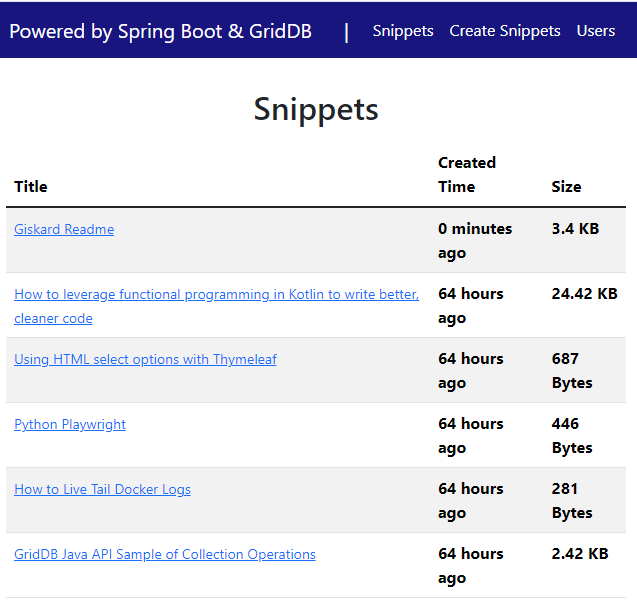 Powered by Spring Boot & GridDB | Snippets Create Snippets Users
Snippets
Title Created Time Size
Giskard Readme 0 minutes ago 3.4 KB
How to leverage functional programming in Kotlin to write better, cleaner code 64 hours ago 24.42 KB
Using HTML select options with Thymeleaf 64 hours ago 687 Bytes
Python Playwright 64 hours ago 446 Bytes
How to Live Tail Docker Logs 64 hours ago 281 Bytes
GridDB Java API Sample of Collection Operations 64 hours ago 2.42 KB